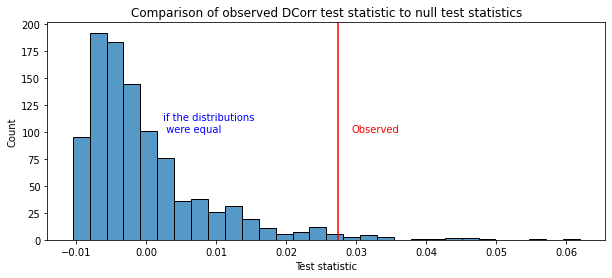 Comparison of observed DCorr test statistic to null test statistics
Count
200
175
150
125
100
75
50
25
0
if the distributions
were equal
Observed
−0.01
0.00
0.01
0.02
0.03
0.04
0.05
0.06
Test statistic